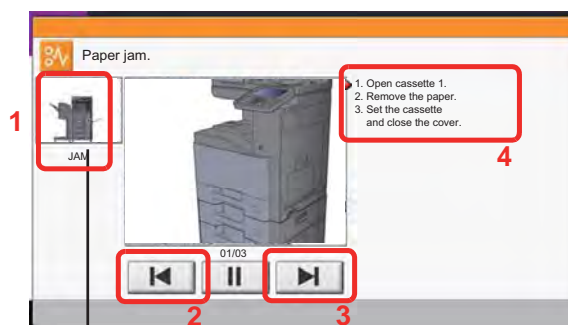 Paper jam.
1
JAM
1. Open cassette 1.
2. Remove the paper.
3. Set the cassette
and close the cover.
4
01/03
2
3